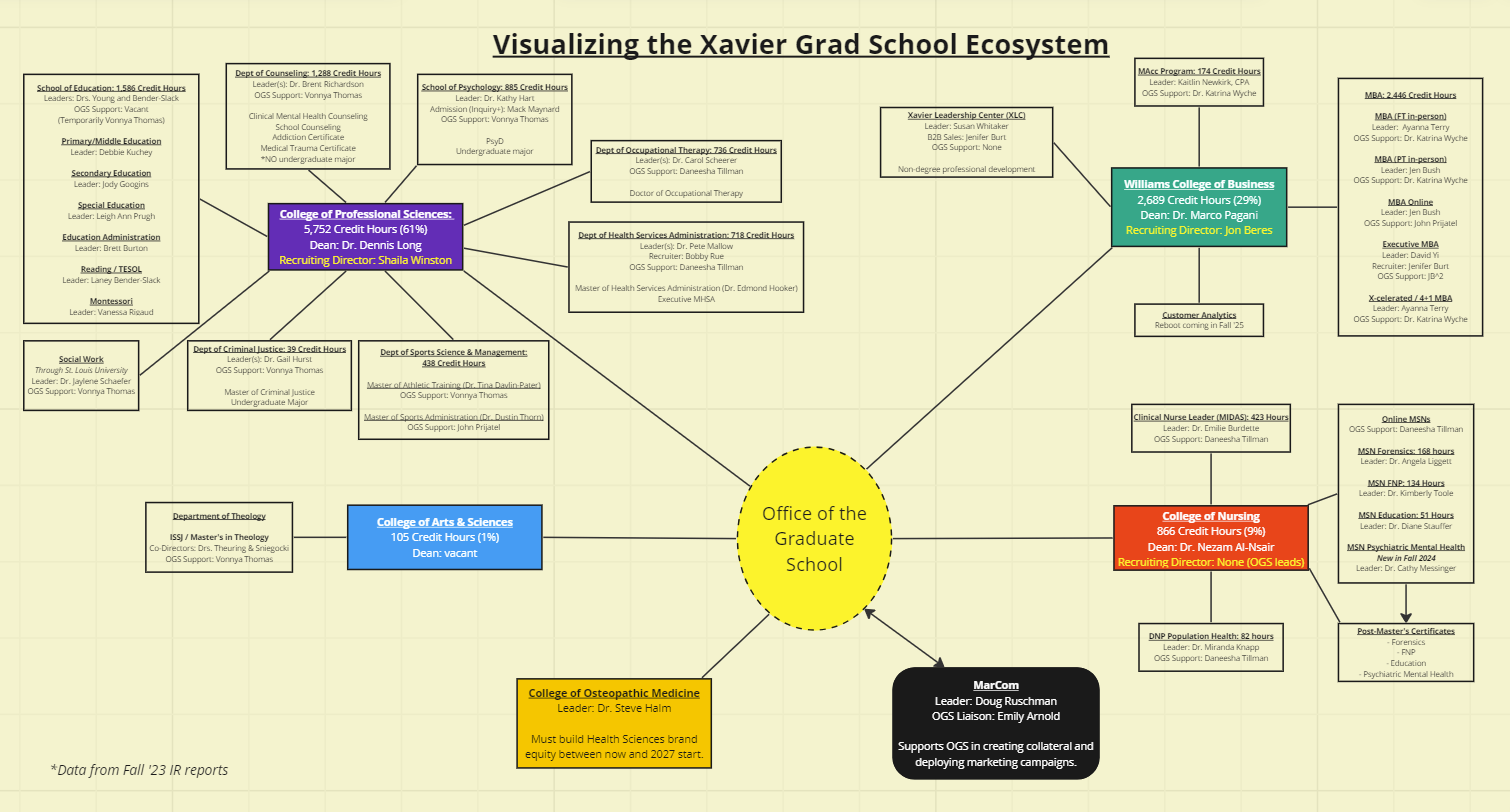 Visualizing the Xavier Grad School Ecosystem
School of Education: 1,586 Credit Hours
Leaders: Drs. Young and Bender-Slack
OGS Support: Vacant
(Temporarily Vonnya Thomas)
Primary/Middle Education
Leader: Debbie Kuchey
Secondary Education
Leader: Jody Googins
Special Education
Leader: Leigh Ann Prugh
Education Administration
Leader: Brett Burton
Reading / TESOL
Leader: Laney Bender-Slack
Montessori
Leader: Vanessa Rigaud
Dept of Counseling: 1,288 Credit Hours
Leader(s): Dr. Brent Richardson
OGS Support: Vonnya Thomas
Clinical Mental Health Counseling
School Counseling
Addiction Certificate
Medical Trauma Certificate
*NO undergraduate major
School of Psychology: 885 Credit Hours
Leader: Dr. Kathy Hart
Admission (Inquiry+): Mack Maynard
OGS Support: Vonnya Thomas
PsyD
Undergraduate major
Dept of Occupational Therapy: 736 Credit Hours
Leader(s): Dr. Carol Scheerer
OGS Support: Daneesha Tillman
Doctor of Occupational Therapy
College of Professional Sciences:
5,752 Credit Hours (61%)
Dean: Dr. Dennis Long
Recruiting Director: Shaila Winston
Dept of Health Services Administration: 718 Credit Hours
Leader(s): Dr. Pete Mallow
Recruiter: Bobby Rue
OGS Support: Daneesha Tillman
Master of Health Services Administration (Dr. Edmond Hooker)
Executive MHSA
Social Work
Through St. Louis University
Leader: Dr. Jaylene Schaefer
OGS Support: Vonnya Thomas
Dept of Criminal Justice: 39 Credit Hours
Leader(s): Dr. Gail Hurst
OGS Support: Vonnya Thomas
Master of Criminal Justice
Undergraduate Major
Dept of Sports Science & Management:
438 Credit Hours
Master of Athletic Training (Dr. Tina Davlin-Pater)
OGS Support: Vonnya Thomas
Master of Sports Administration (Dr. Dustin Thorn)
OGS Support: John Prijatel
Xavier Leadership Center (XLC)
Leader: Susan Whitaker
B2B Sales: Jenifer Burt
OGS Support: None
Non-degree professional development
MAcc Program: 174 Credit Hours
Leader: Kaitlin Newkirk, CPA
OGS Support: Dr. Katrina Wyche
Williams College of Business
2,689 Credit Hours (29%)
Dean: Dr. Marco Pagani
Recruiting Director: Jon Beres
MBA: 2,446 Credit Hours
MBA (FT in-person)
Leader: Ayanna Terry
OGS Support: Dr. Katrina Wyche
MBA (PT in-person)
Leader: Jen Bush
OGS Support: Dr. Katrina Wyche
MBA Online
Leader: Jen Bush
OGS Support: John Prijatel
Executive MBA
Leader: David Yi
Recruiter: Jenifer Burt
OGS Support: JB^2
X-celerated / 4+1 MBA
Leader: Ayanna Terry
OGS Support: Dr. Katrina Wyche
Customer Analytics
Reboot coming in Fall '25
Department of Theology
ISSJ / Master's in Theology
Co-Directors: Drs. Theuring & Sniegocki
OGS Support: Vonnya Thomas
College of Arts & Sciences
105 Credit Hours (1%)
Dean: vacant
Office of the
Graduate
School
Clinical Nurse Leader (MIDAS): 423 Hours
Leader: Dr. Emilie Burdette
OGS Support: Daneesha Tillman
College of Nursing
866 Credit Hours (9%)
Dean: Dr. Nezam Al-Nsair
Recruiting Director: None (OGS leads)
Online MSNs
OGS Support: Daneesha Tillman
MSN Forensics: 168 hours
Leader: Dr. Angela Liggett
MSN FNP: 134 Hours
Leader: Dr. Kimberly Toole
MSN Education: 51 Hours
Leader: Dr. Diane Stauffer
MSN Psychiatric Mental Health
New in Fall 2024
Leader: Dr. Cathy Messinger
DNP Population Health: 82 hours
Leader: Dr. Miranda Knapp
OGS Support: Daneesha Tillman
Post-Master's Certificates
- Forensics
- FNP
- Education
- Psychiatric Mental Health
College of Osteopathic Medicine
Leader: Dr. Steve Halm
Must build Health Sciences brand
equity between now and 2027 start.
MarCom
Leader: Doug Ruschman
OGS Liaison: Emily Arnold
Supports OGS in creating collateral and
deploying marketing campaigns.
*Data from Fall '23 IR reports